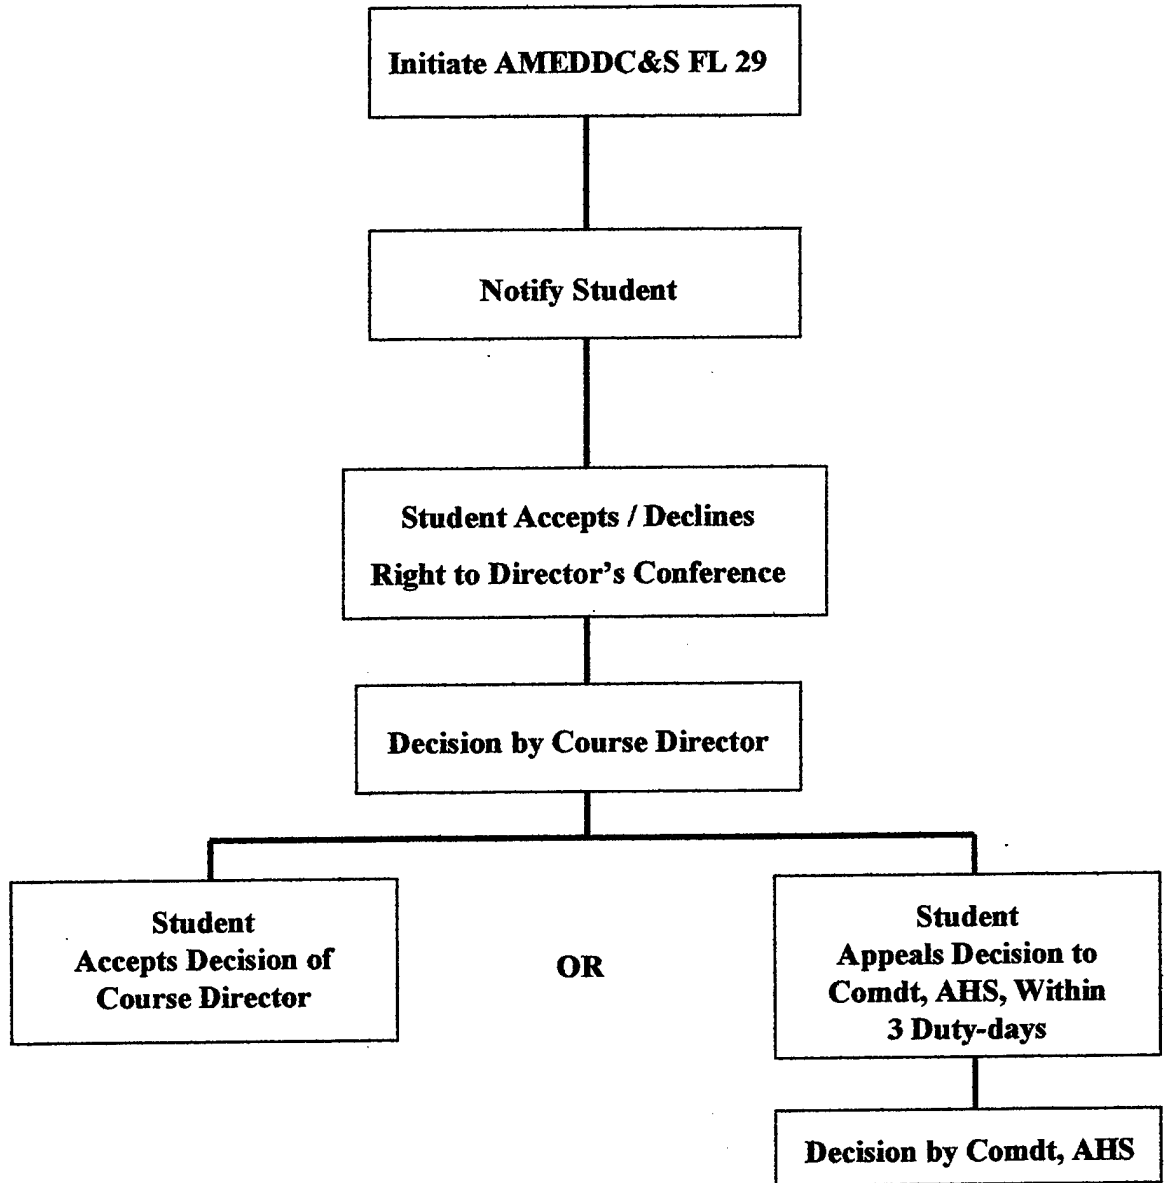 Initiate AMEDDC&S FL 29
Notify Student
Student Accepts / Declines
Right to Director's Conference
Decision by Course Director
Student
Accepts Decision of
Course Director
OR
Student
Appeals Decision to
Comdt, AHS, Within
3 Duty-days
Decision by Comdt, AHS